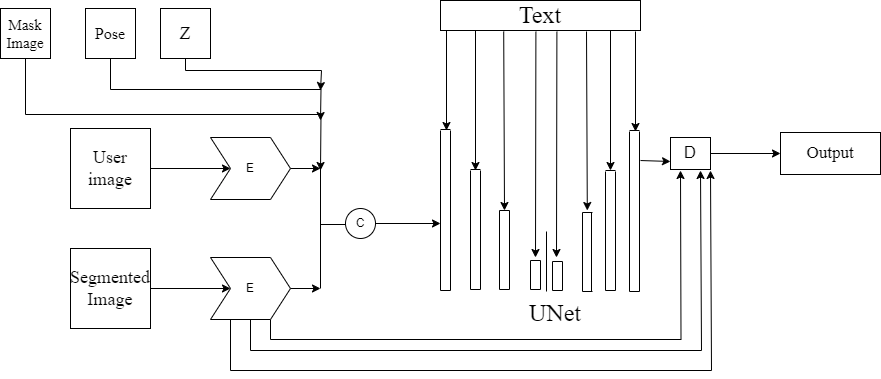 Mask
Image
Pose
Z
Text
User
image
E
D
Output
C
Segmented
Image
E
UNet